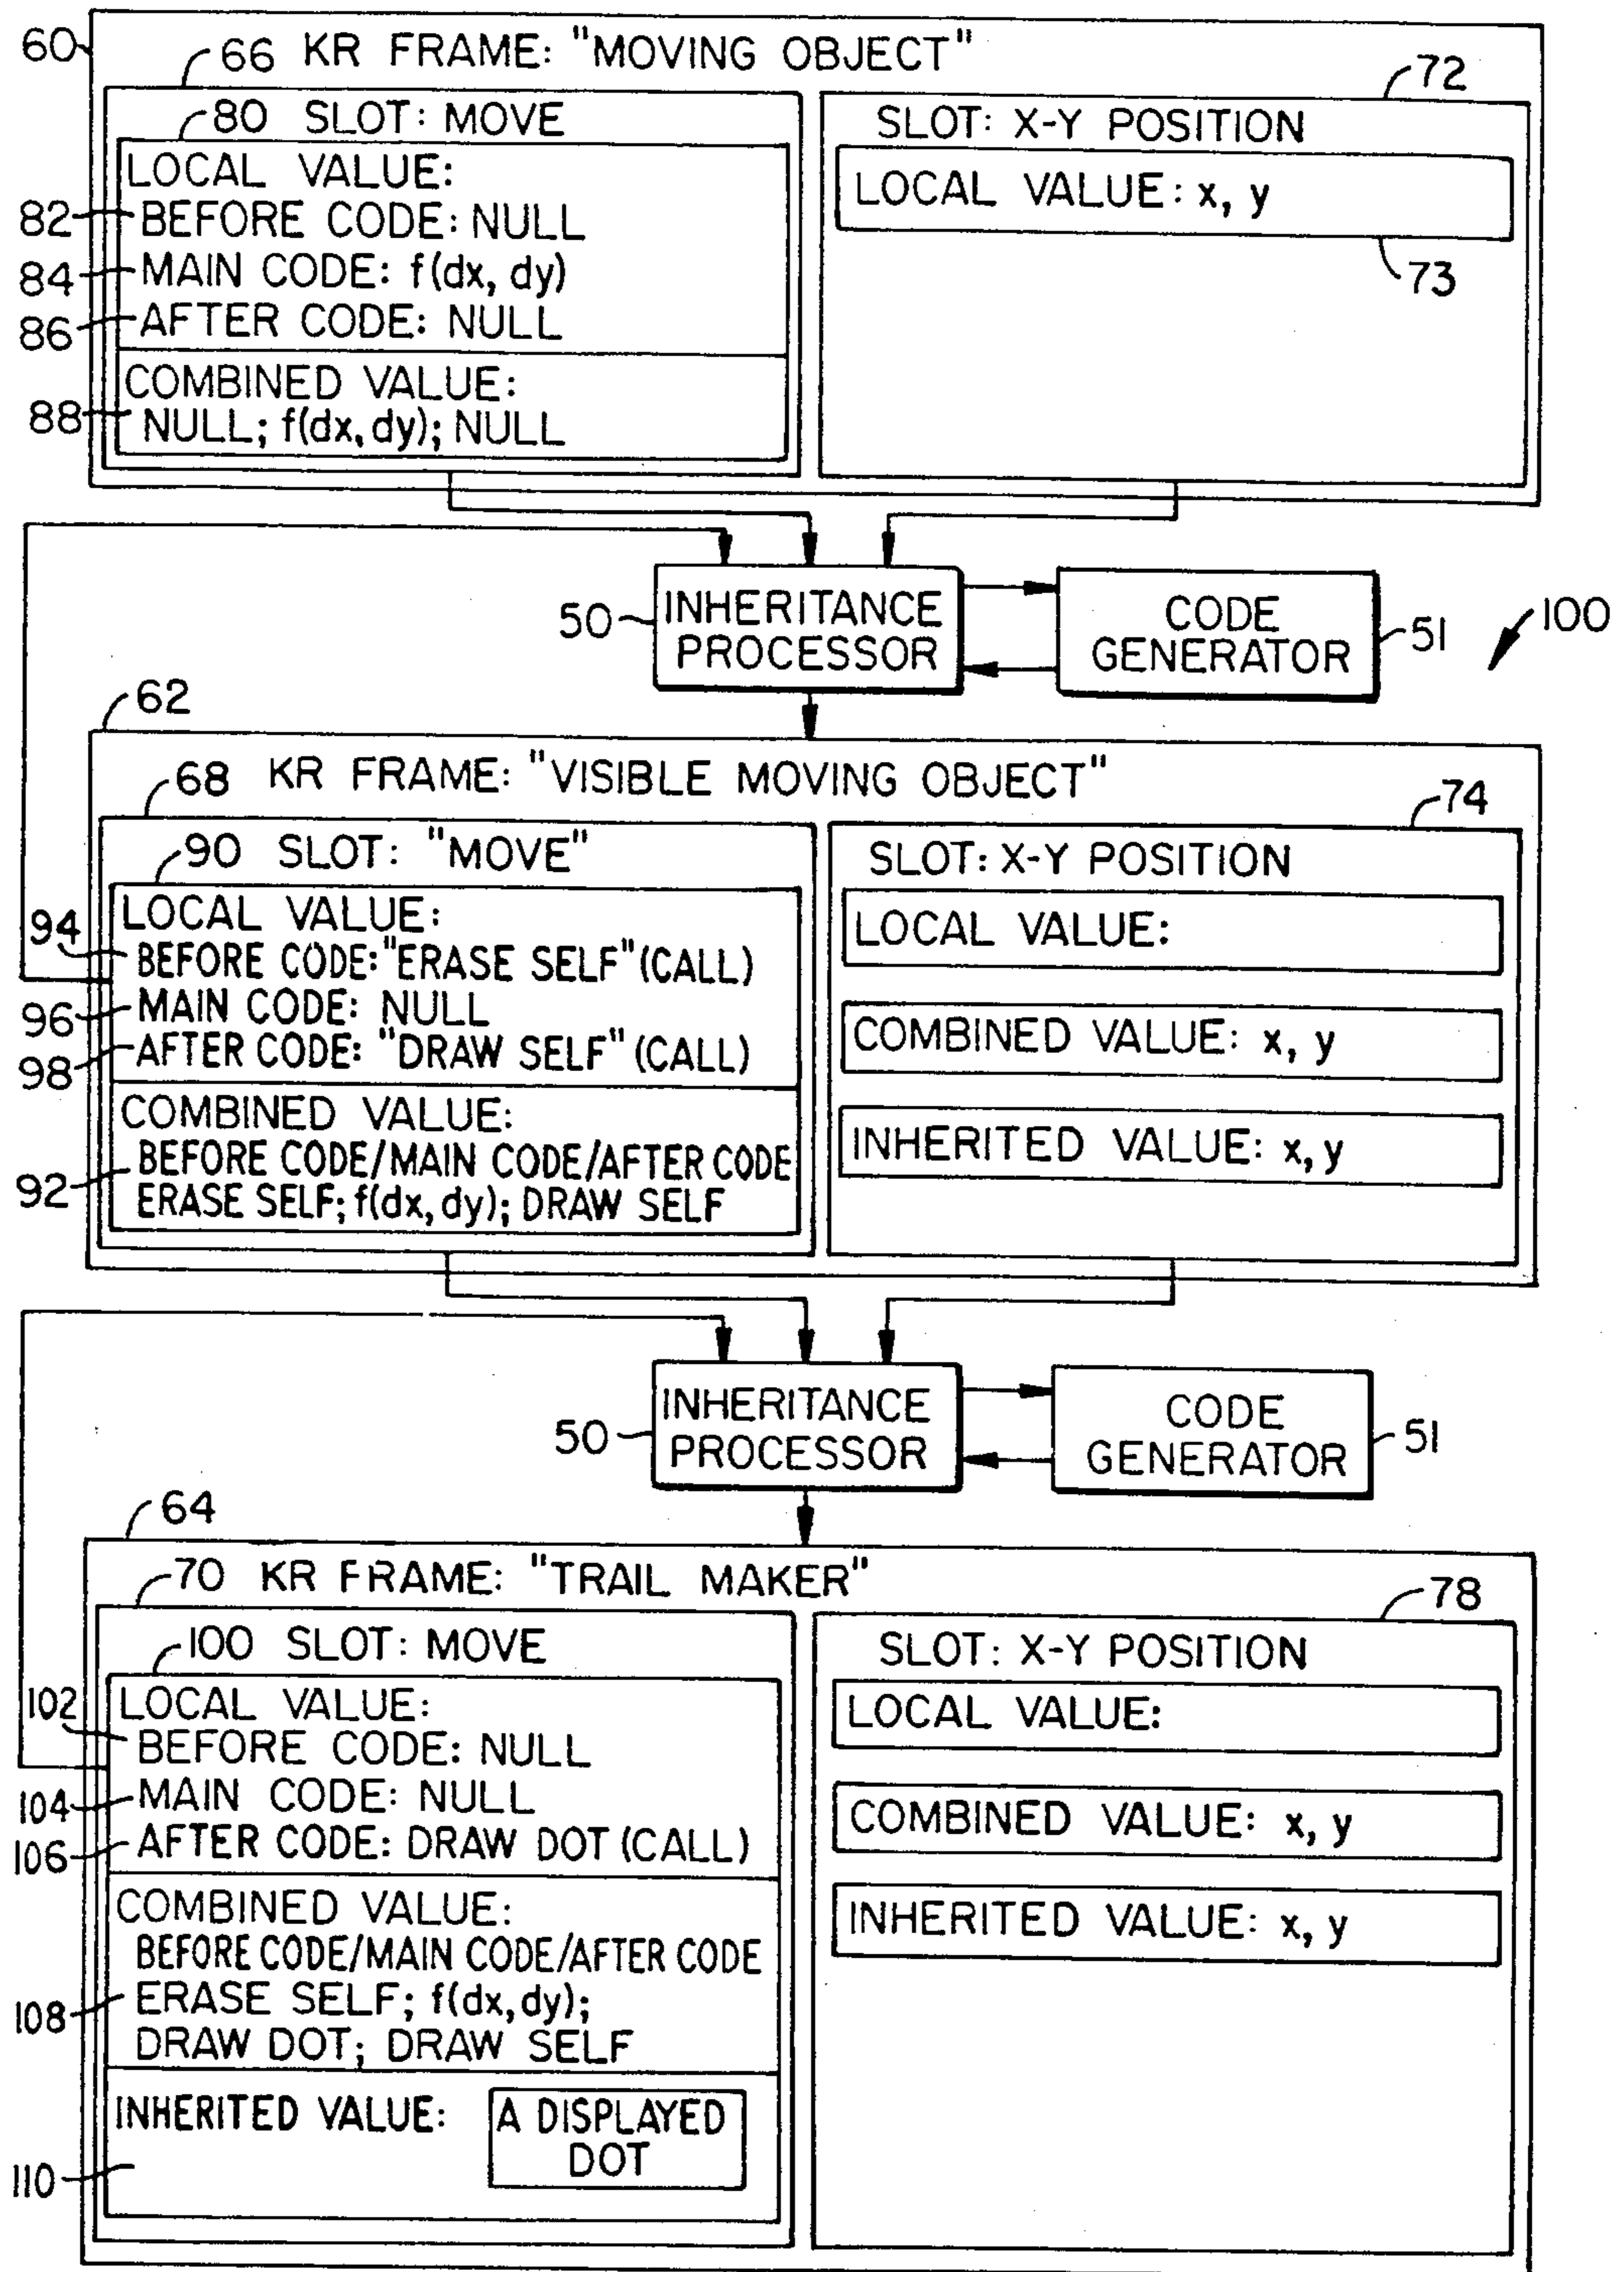 60
66 KR FRAME: "MOVING OBJECT"
72
80 SLOT: MOVE
LOCAL VALUE:
82 BEFORE CODE: NULL
84 MAIN CODE: f(dx, dy)
86 AFTER CODE: NULL
COMBINED VALUE:
88 NULL; f(dx,dy); NULL
SLOT: X-Y POSITION
LOCAL VALUE: x, y
73
50
INHERITANCE
PROCESSOR
CODE
GENERATOR
51
100
62
68 KR FRAME: "VISIBLE MOVING OBJECT"
74
90 SLOT: "MOVE"
LOCAL VALUE:
94 BEFORE CODE: "ERASE SELF" (CALL)
96 MAIN CODE: NULL
98 AFTER CODE: "DRAW SELF" (CALL)
COMBINED VALUE:
BEFORE CODE/MAIN CODE/AFTER CODE
92 ERASE SELF; f(dx,dy); DRAW SELF
SLOT: X-Y POSITION
LOCAL VALUE:
COMBINED VALUE: x, y
INHERITED VALUE: x, y
50
INHERITANCE
PROCESSOR
CODE
GENERATOR
51
64
70 KR FRAME: "TRAIL MAKER"
78
100 SLOT: MOVE
LOCAL VALUE:
102 BEFORE CODE: NULL
104 MAIN CODE: NULL
106 AFTER CODE: DRAW DOT (CALL)
COMBINED VALUE:
BEFORE CODE/MAIN CODE/AFTER CODE
108 ERASE SELF; f(dx,dy);
DRAW DOT; DRAW SELF
INHERITED VALUE: A DISPLAYED
DOT
110
SLOT: X-Y POSITION
LOCAL VALUE:
COMBINED VALUE: x, y
INHERITED VALUE: x, y